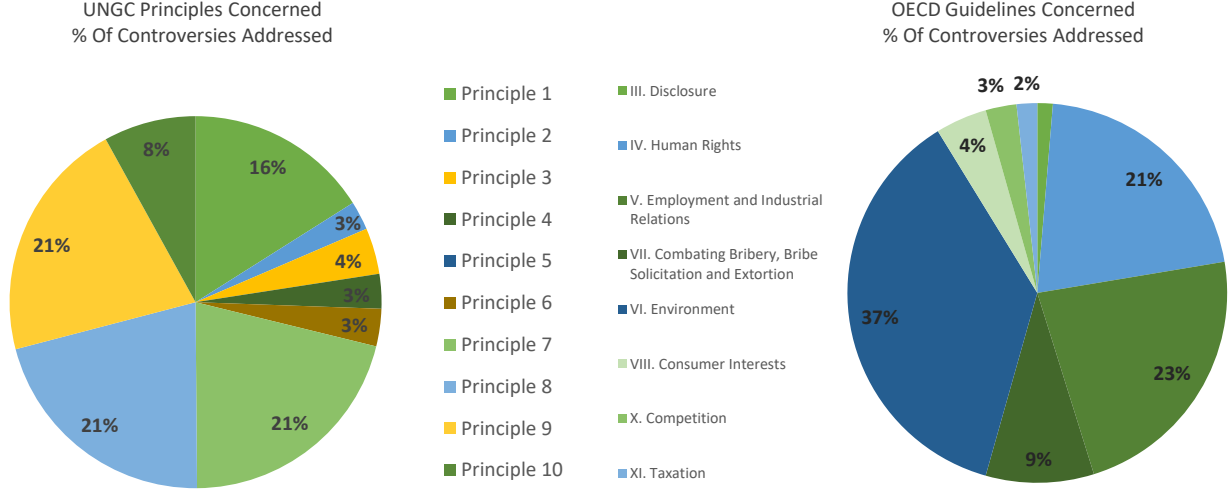 UNGC Principles Concerned
% Of Controversies Addressed
8%
16%
3%
4%
3%
3%
21%
21%
21%
21%
Principle 1
Principle 2
Principle 3
Principle 4
Principle 5
Principle 6
Principle 7
Principle 8
Principle 9
Principle 10
OECD Guidelines Concerned
% Of Controversies Addressed
III. Disclosure
IV. Human Rights
V. Employment and Industrial
Relations
VII. Combating Bribery, Bribe
Solicitation and Extortion
VI. Environment
VIII. Consumer Interests
X. Competition
XI. Taxation
3%
2%
4%
21%
37%
23%
9%